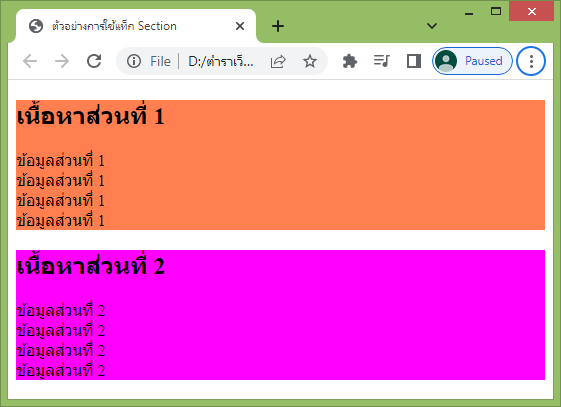 ตัวอย่างการใช้แท็ก Section
File
D:/ตำราเว็...
Paused
เนื้อหาส่วนที่ 1
ข้อมูลส่วนที่ 1
ข้อมูลส่วนที่ 1
ข้อมูลส่วนที่ 1
ข้อมูลส่วนที่ 1
เนื้อหาส่วนที่ 2
ข้อมูลส่วนที่ 2
ข้อมูลส่วนที่ 2
ข้อมูลส่วนที่ 2
ข้อมูลส่วนที่ 2